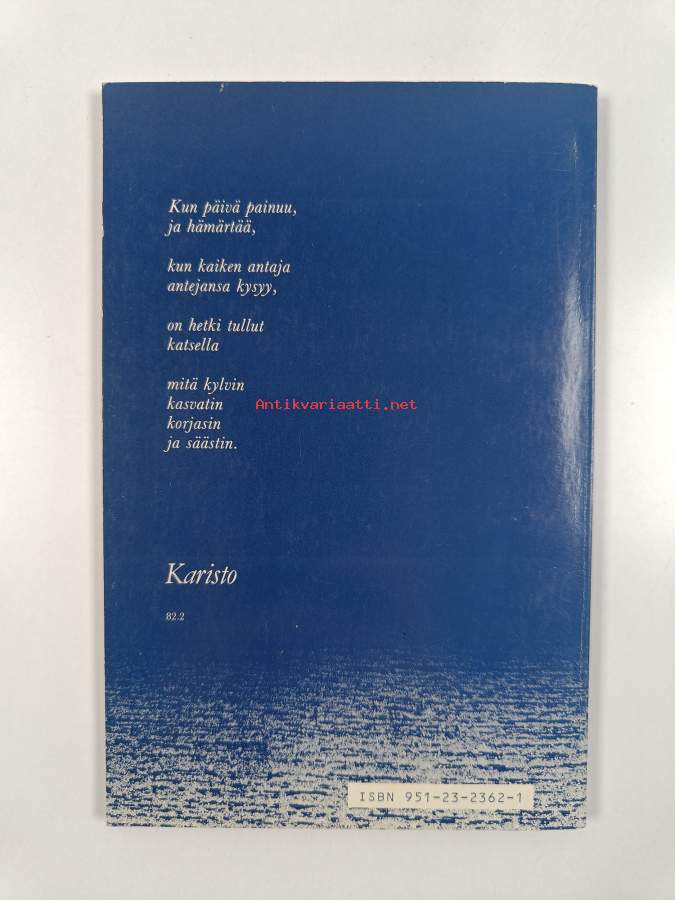 Kun päivä painuu,
ja hämärtää,
kun kaiken antaja
antejansa kysyy,
on hetki tullut
katsella
mitä kylvin
kasvatin
korjasin
ja säästin.
Antikvariaatti.net
Karisto
82.2
ISBN 951-23-2362-1